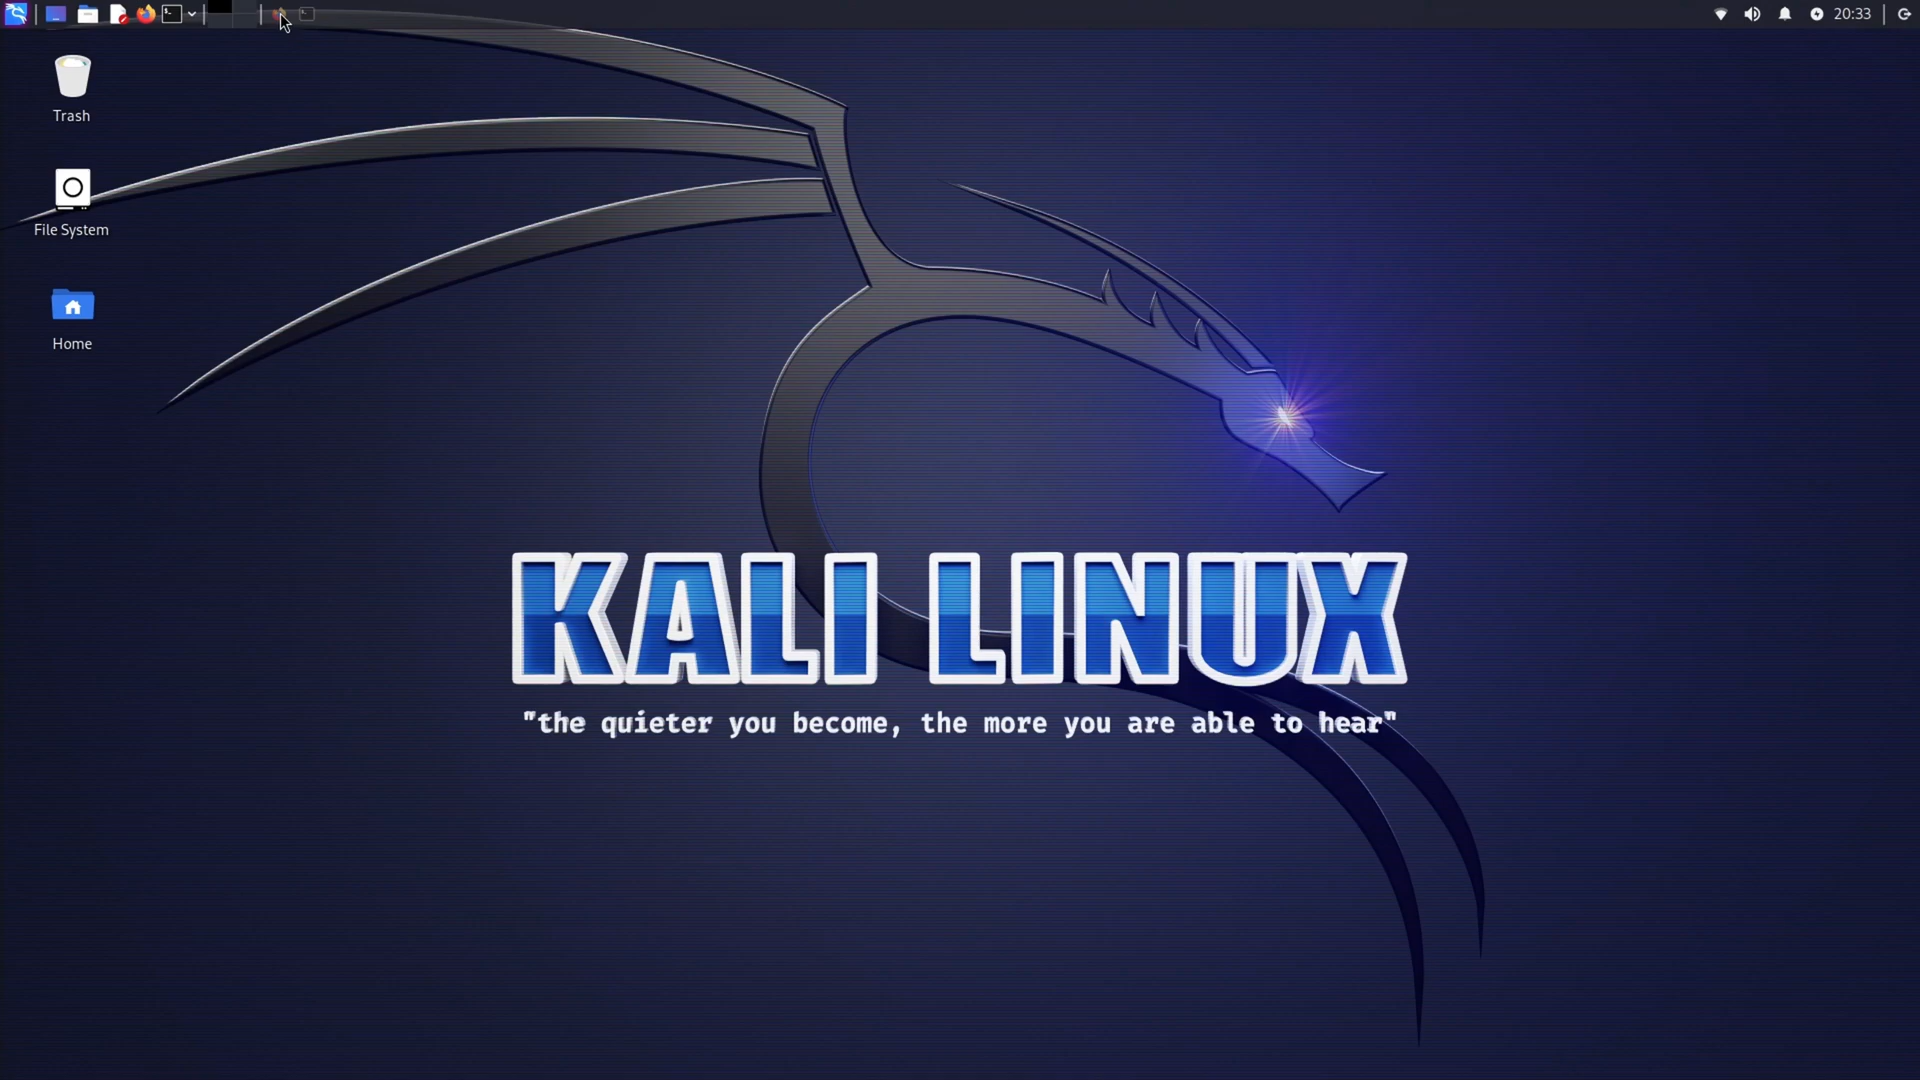 20:33
Trash
File System
Home
KALI LINUX
"the quieter you become, the more you are able to hear"